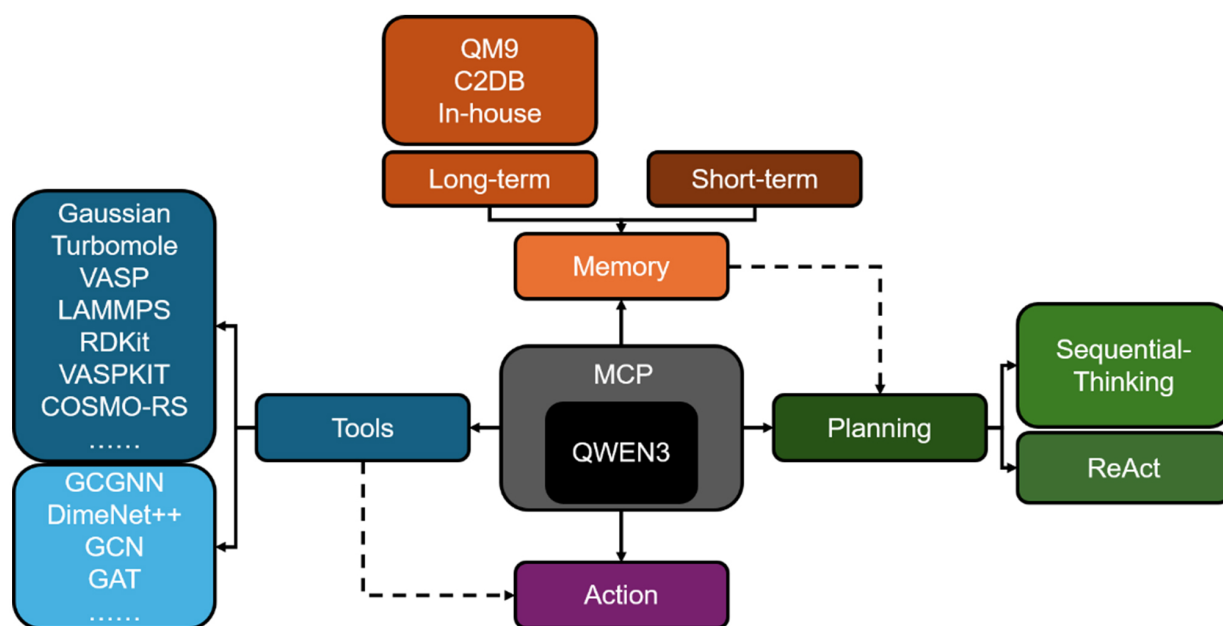 QM9
C2DB
In-house
Long-term
Short-term
Memory
Gaussian
Turbomole
VASP
LAMMPS
RDKit
VASPKIT
COSMO-RS
......
GCGNN
DimeNet++
GCN
GAT
......
Tools
MCP
QWEN3
Planning
Sequential-
Thinking
ReAct
Action